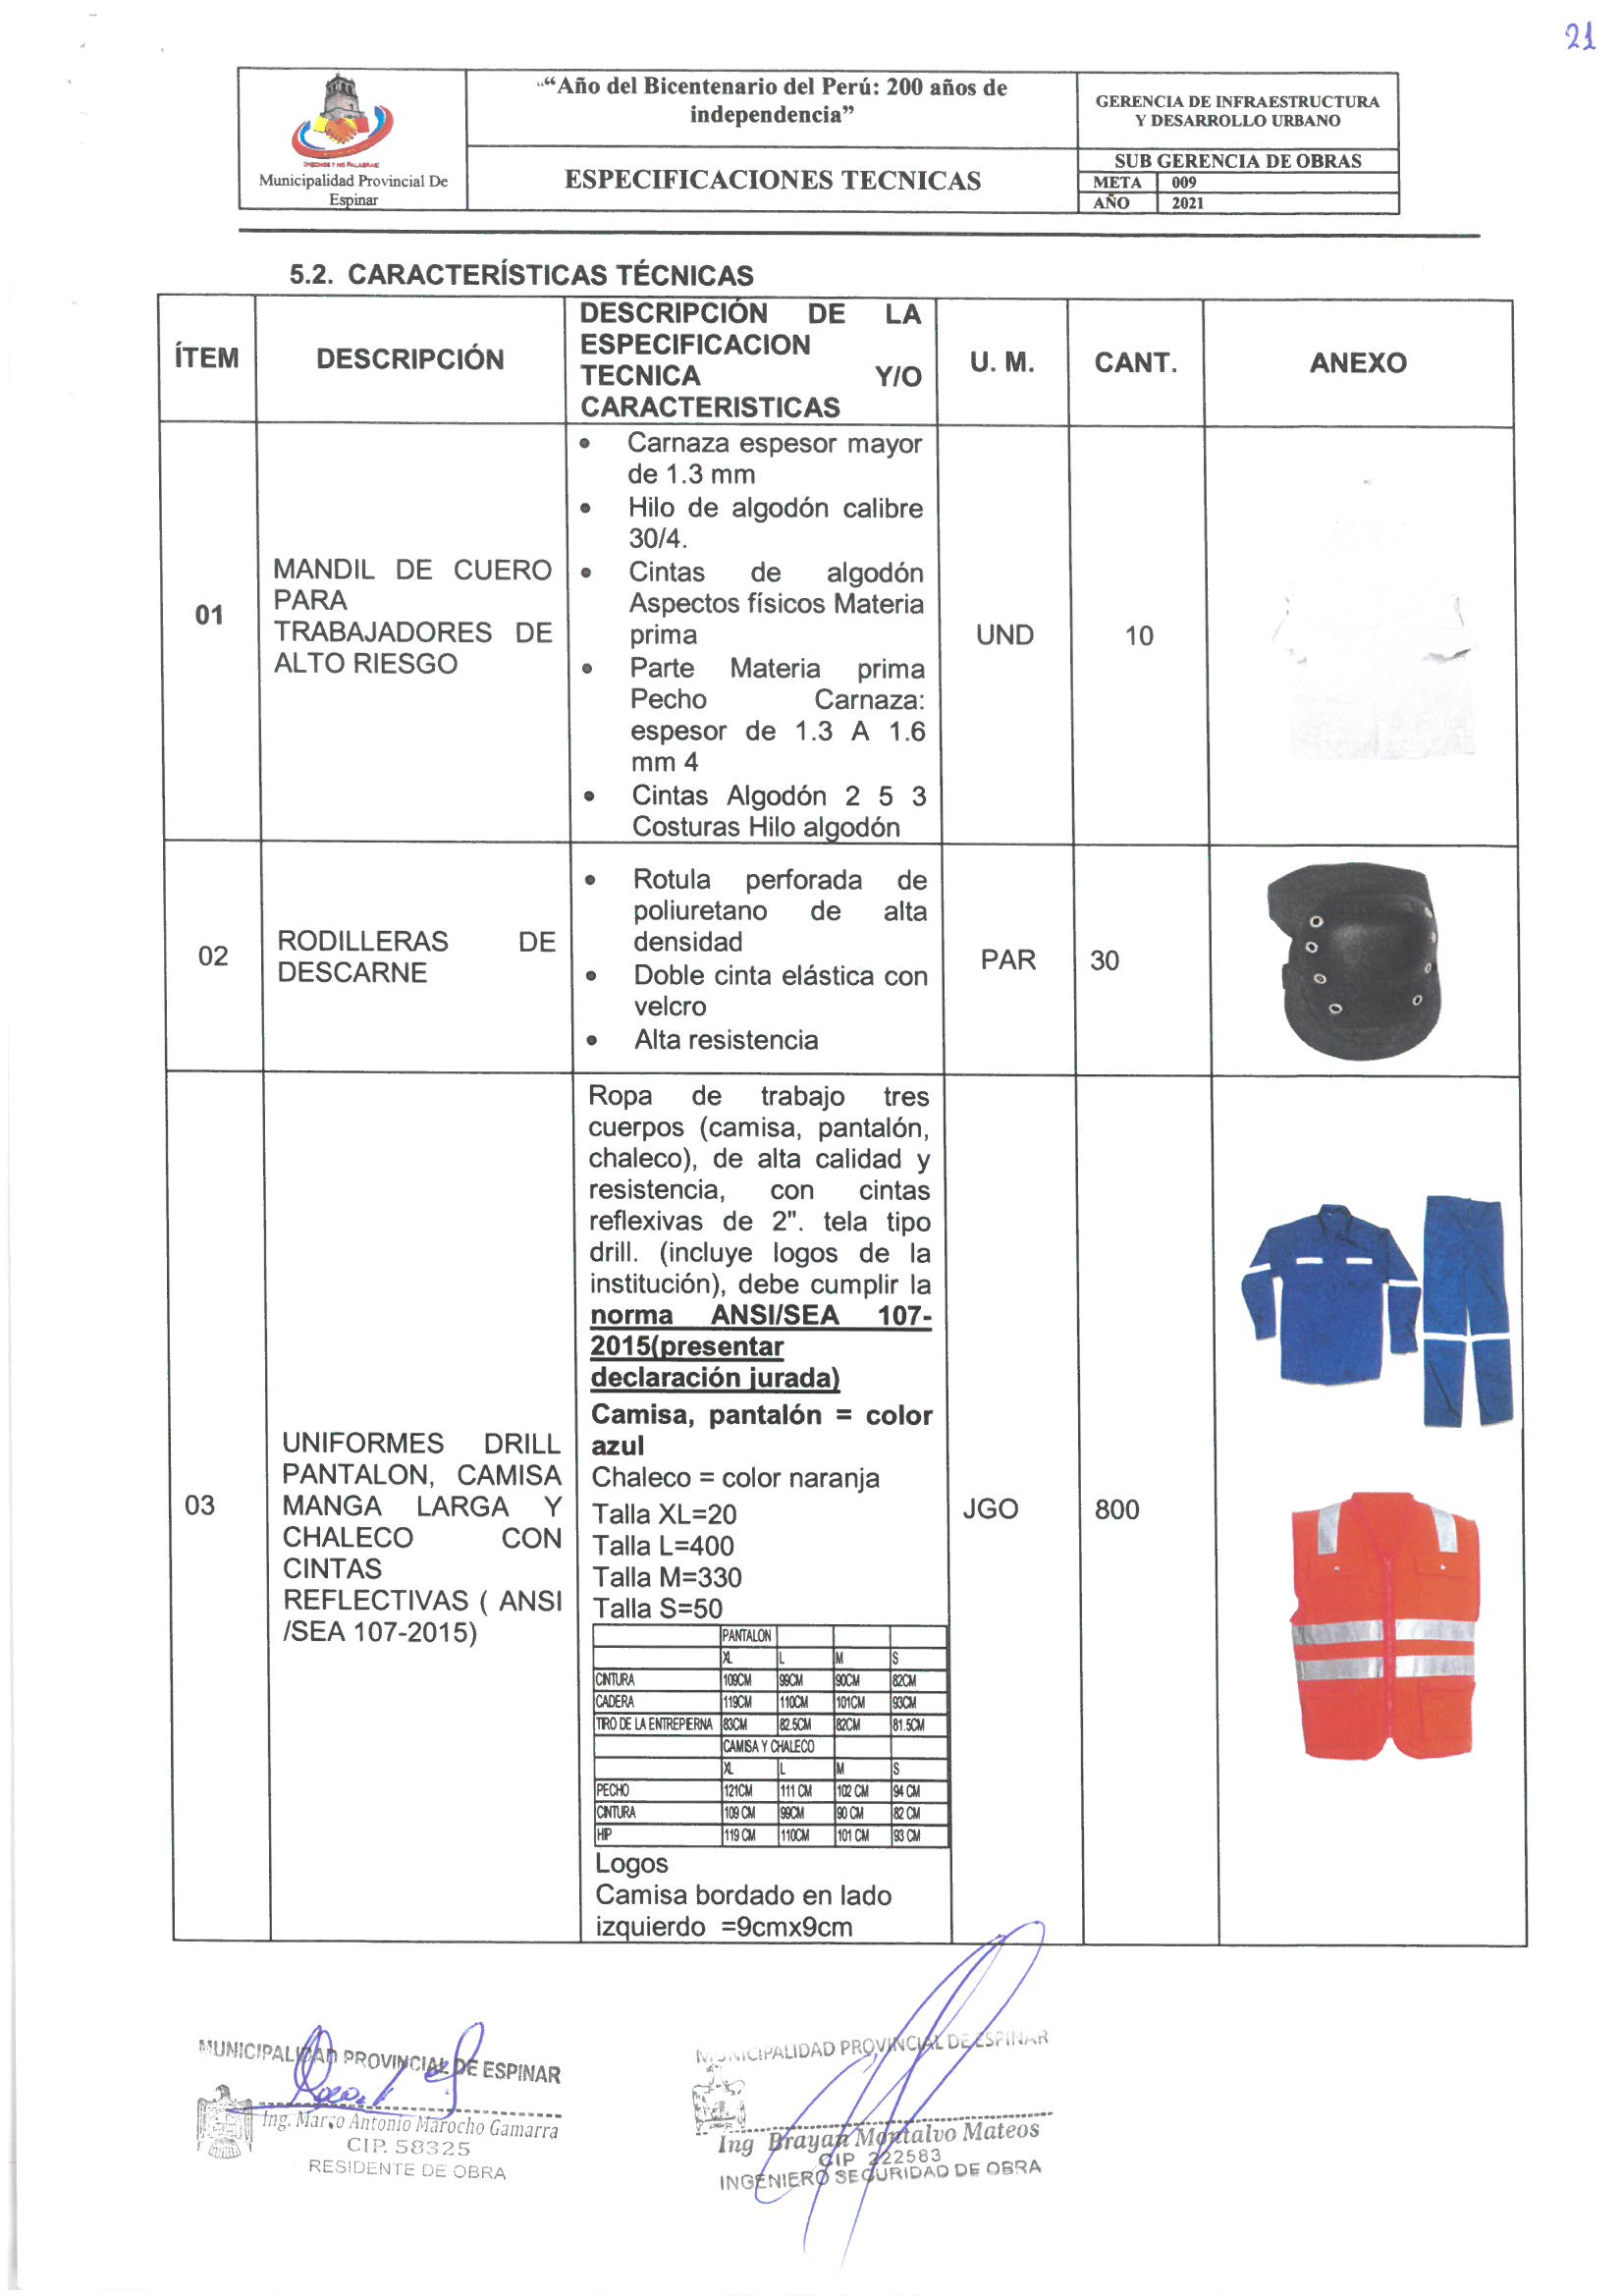 21
"“Año del Bicentenario del Perú: 200 años de
independencia”
GERENCIA DE INFRAESTRUCTURA
Y DESARROLLO URBANO
HECHOS Y NO PALABRAS
Municipalidad Provincial De
Espinar
ESPECIFICACIONES TECNICAS
SUB GERENCIA DE OBRAS
META 009
AÑO 2021
5.2. CARACTERÍSTICAS TÉCNICAS
ÍTEM
DESCRIPCIÓN
DESCRIPCIÓN DE LA
ESPECIFICACION
TECNICA Y/O
CARACTERISTICAS
U. M.
CANT.
ANEXO
01
MANDIL DE CUERO
PARA
TRABAJADORES DE
ALTO RIESGO
• Carnaza espesor mayor
de 1.3 mm
• Hilo de algodón calibre
30/4.
• Cintas de algodón
Aspectos físicos Materia
prima
• Parte Materia prima
Pecho Carnaza:
espesor de 1.3 A 1.6
mm 4
• Cintas Algodón 2 5 3
Costuras Hilo algodón
UND
10
02
RODILLERAS DE
DESCARNE
• Rotula perforada de
poliuretano de alta
densidad
• Doble cinta elástica con
velcro
• Alta resistencia
PAR
30
03
UNIFORMES DRILL
PANTALON, CAMISA
MANGA LARGA Y
CHALECO CON
CINTAS
REFLECTIVAS ( ANSI
/SEA 107-2015)
Ropa de trabajo tres
cuerpos (camisa, pantalón,
chaleco), de alta calidad y
resistencia, con cintas
reflexivas de 2". tela tipo
drill. (incluye logos de la
institución), debe cumplir la
norma ANSI/SEA 107-
2015(presentar
declaración jurada)
Camisa, pantalón = color
azul
Chaleco = color naranja
Talla XL=20
Talla L=400
Talla M=330
Talla S=50
PANTALON
XL L M S
CINTURA 109CM 99CM 90CM 82CM
CADERA 119CM 110CM 101CM 93CM
TIRO DE LA ENTREPIERNA 83CM 82.5CM 82CM 81.5CM
CAMISA Y CHALECO
XL L M S
PECHO 121CM 111 CM 102 CM 94 CM
CINTURA 109 CM 99CM 90 CM 82 CM
HIP 119 CM 110CM 101 CM 93 CM
Logos
Camisa bordado en lado
izquierdo =9cmx9cm
JGO
800
MUNICIPALIDAD PROVINCIAL DE ESPINAR
Ing. Marco Antonio Marocho Gamarra
CIP. 58325
RESIDENTE DE OBRA
MUNICIPALIDAD PROVINCIAL DE ESPINAR
Ing Brayan Montalvo Mateos
CIP 222583
INGENIERO SEGURIDAD DE OBRA